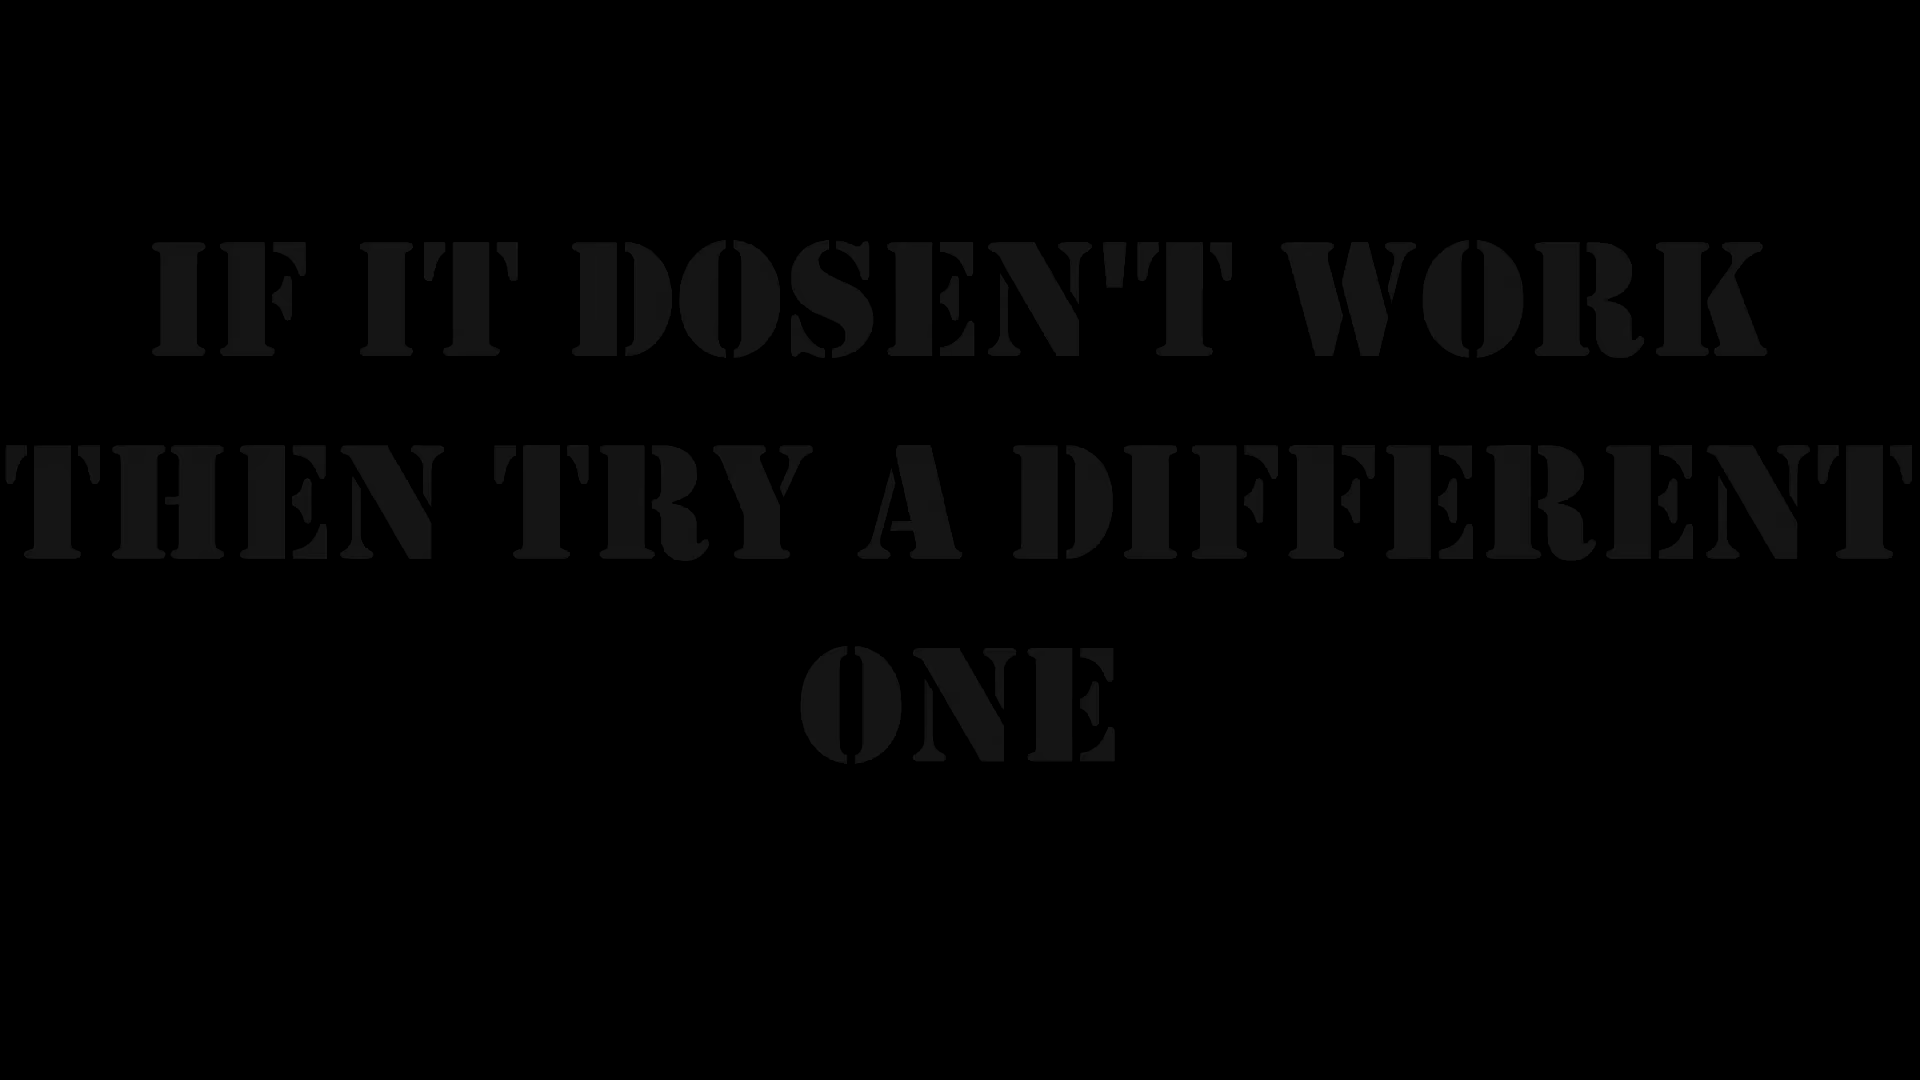 IF IT DOSEN'T WORK
THEN TRY A DIFFERENT
ONE